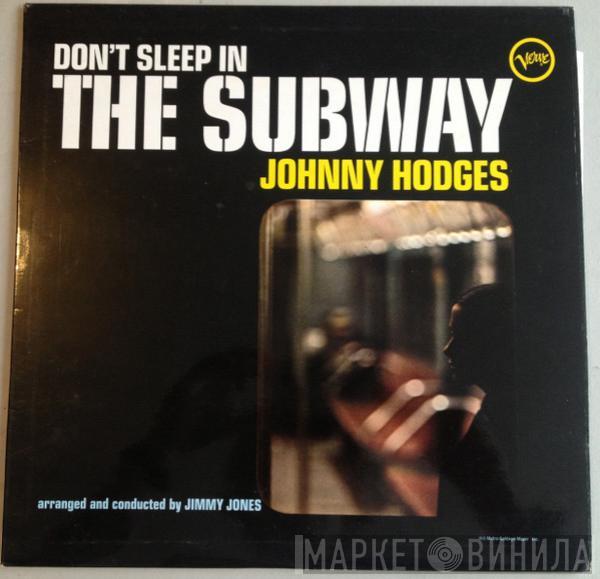 DON'T SLEEP IN
THE SUBWAY
Verve
JOHNNY HODGES
arranged and conducted by JIMMY JONES
МАРКЕТ ВИНИЛА